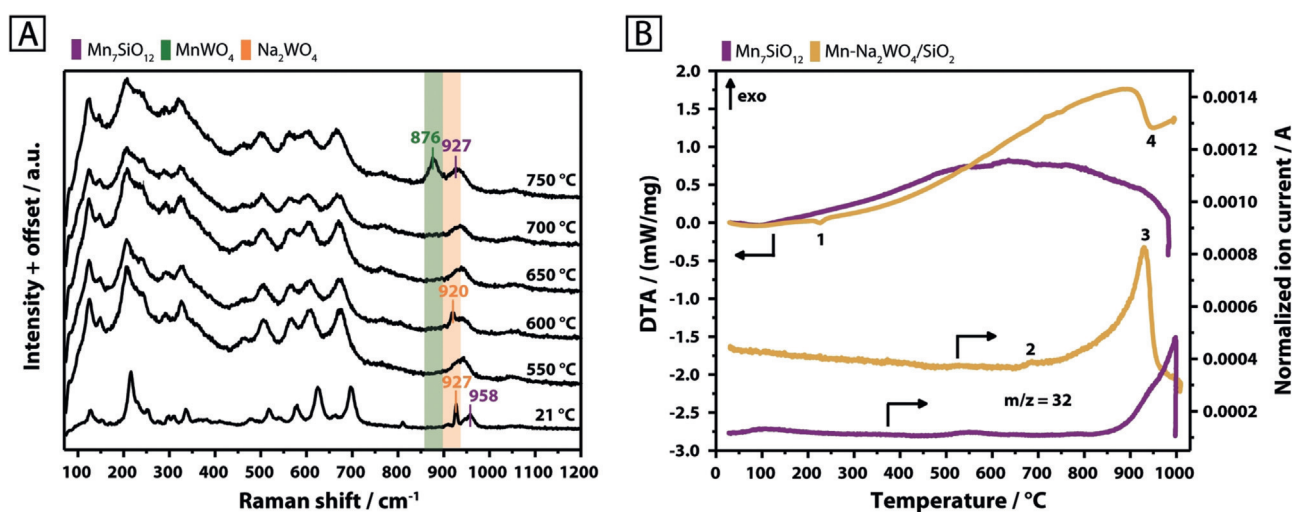 A
Mn₇SiO₁₂ MnWO₄ Na₂WO₄
Intensity + offset / a.u.
876
927
750 °C
700 °C
650 °C
920
600 °C
550 °C
927
958
21 °C
100 200 300 400 500 600 700 800 900 1000 1100 1200
Raman shift / cm⁻¹
B
Mn₇SiO₁₂ Mn-Na₂WO₄/SiO₂
DTA / (mW/mg)
2.0
1.5
1.0
0.5
0.0
-0.5
-1.0
-1.5
-2.0
-2.5
-3.0
exo
1
2
3
4
m/z = 32
0.0014
0.0012
0.0010
0.0008
0.0006
0.0004
0.0002
Normalized ion current / A
0 100 200 300 400 500 600 700 800 900 1000
Temperature / °C